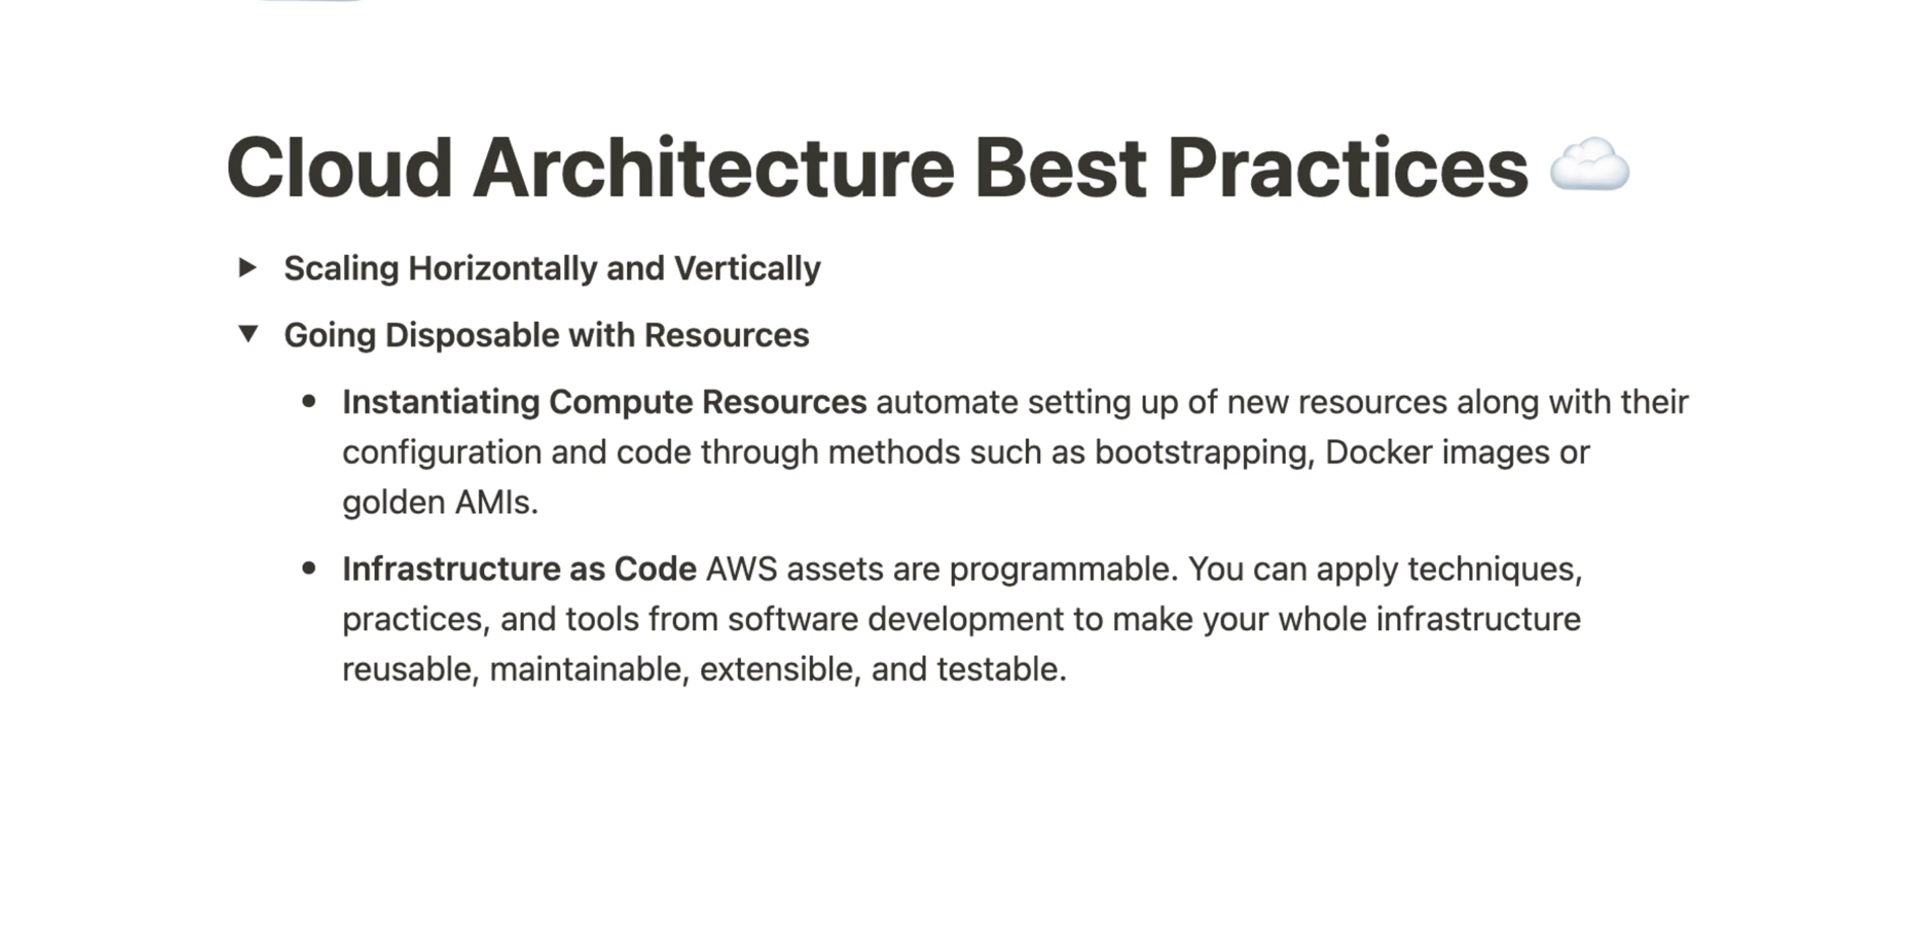 Cloud Architecture Best Practices ☁️
Scaling Horizontally and Vertically
Going Disposable with Resources
Instantiating Compute Resources automate setting up of new resources along with their
configuration and code through methods such as bootstrapping, Docker images or
golden AMIs.
Infrastructure as Code AWS assets are programmable. You can apply techniques,
practices, and tools from software development to make your whole infrastructure
reusable, maintainable, extensible, and testable.